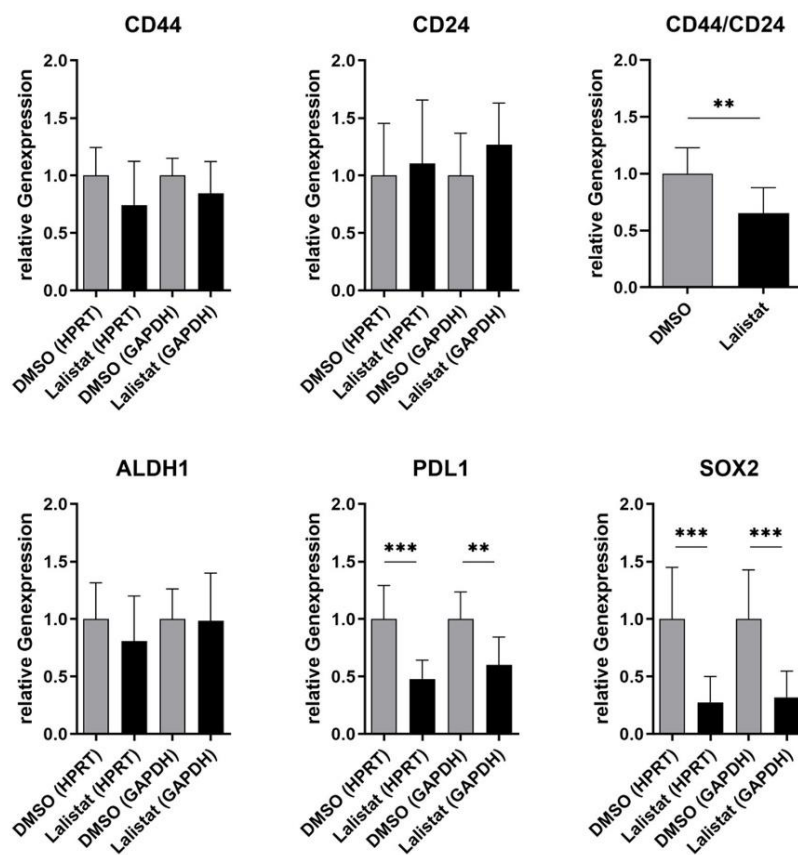 CD44
relative Genexpression
2.0
1.5
1.0
0.5
0.0
DMSO (HPRT)
Lalistat (HPRT)
DMSO (GAPDH)
Lalistat (GAPDH)
CD24
relative Genexpression
2.0
1.5
1.0
0.5
0.0
DMSO (HPRT)
Lalistat (HPRT)
DMSO (GAPDH)
Lalistat (GAPDH)
CD44/CD24
relative Genexpression
2.0
1.5
1.0
0.5
0.0
**
DMSO
Lalistat
ALDH1
relative Genexpression
2.0
1.5
1.0
0.5
0.0
DMSO (HPRT)
Lalistat (HPRT)
DMSO (GAPDH)
Lalistat (GAPDH)
PDL1
relative Genexpression
2.0
1.5
1.0
0.5
0.0
*** **
DMSO (HPRT)
Lalistat (HPRT)
DMSO (GAPDH)
Lalistat (GAPDH)
SOX2
relative Genexpression
2.0
1.5
1.0
0.5
0.0
*** ***
DMSO (HPRT)
Lalistat (HPRT)
DMSO (GAPDH)
Lalistat (GAPDH)